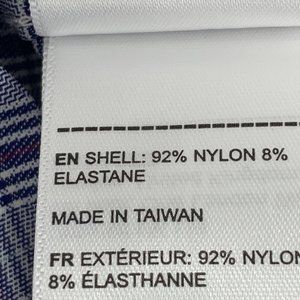 EN SHELL: 92% NYLON 8%
ELASTANE
MADE IN TAIWAN
FR EXTÉRIEUR: 92% NYLON
8% ÉLASTHANNE